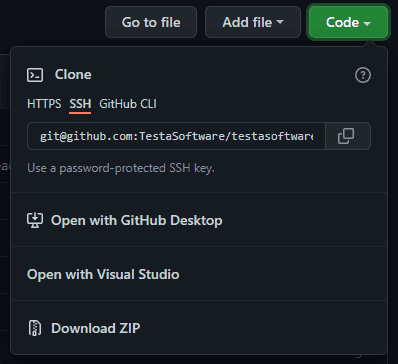 Go to file Add file Code
Clone
HTTPS SSH GitHub CLI
git@github.com:TestaSoftware/testasoftware
Use a password-protected SSH key.
Open with GitHub Desktop
Open with Visual Studio
Download ZIP